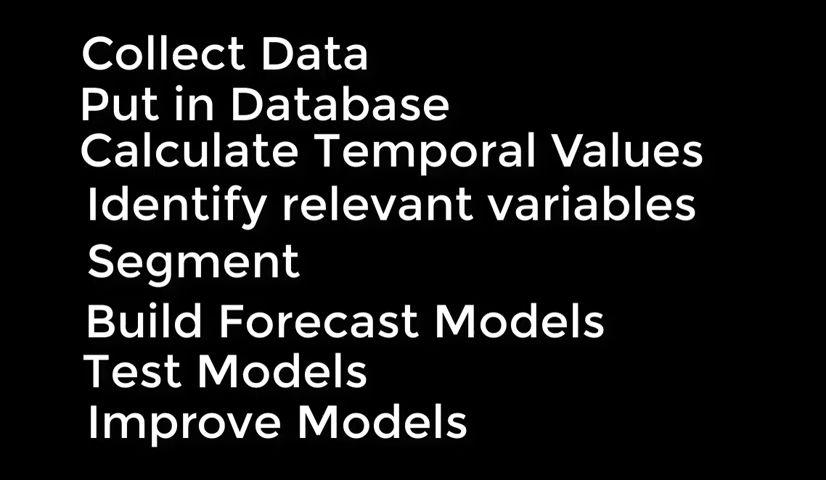 Collect Data
Put in Database
Calculate Temporal Values
Identify relevant variables
Segment
Build Forecast Models
Test Models
Improve Models